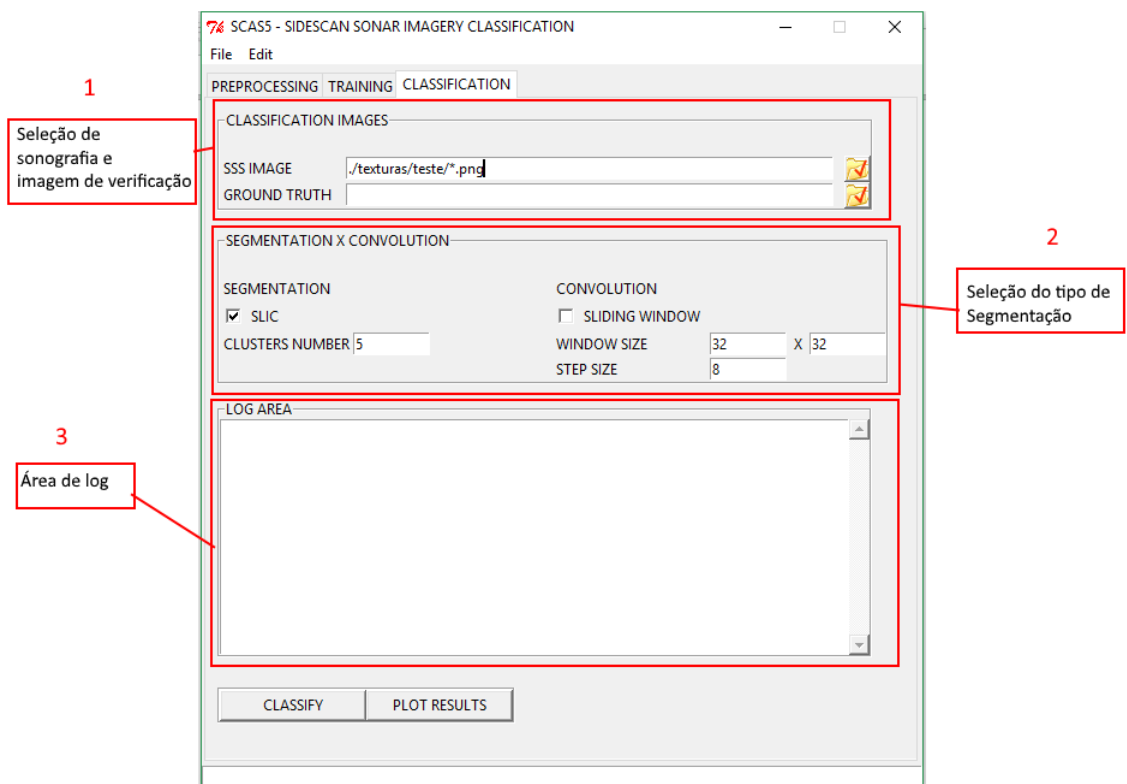 SCAS5 - SIDESCAN SONAR IMAGERY CLASSIFICATION
File Edit
PREPROCESSING TRAINING CLASSIFICATION
1
Seleção de
sonografia e
imagem de verificação
CLASSIFICATION IMAGES
SSS IMAGE ./texturas/teste/*.png
GROUND TRUTH
SEGMENTATION X CONVOLUTION
2
Seleção do tipo de
Segmentação
SEGMENTATION CONVOLUTION
SLIC SLIDING WINDOW
CLUSTERS NUMBER 5 WINDOW SIZE 32 X 32
STEP SIZE 8
LOG AREA
3
Área de log
CLASSIFY PLOT RESULTS